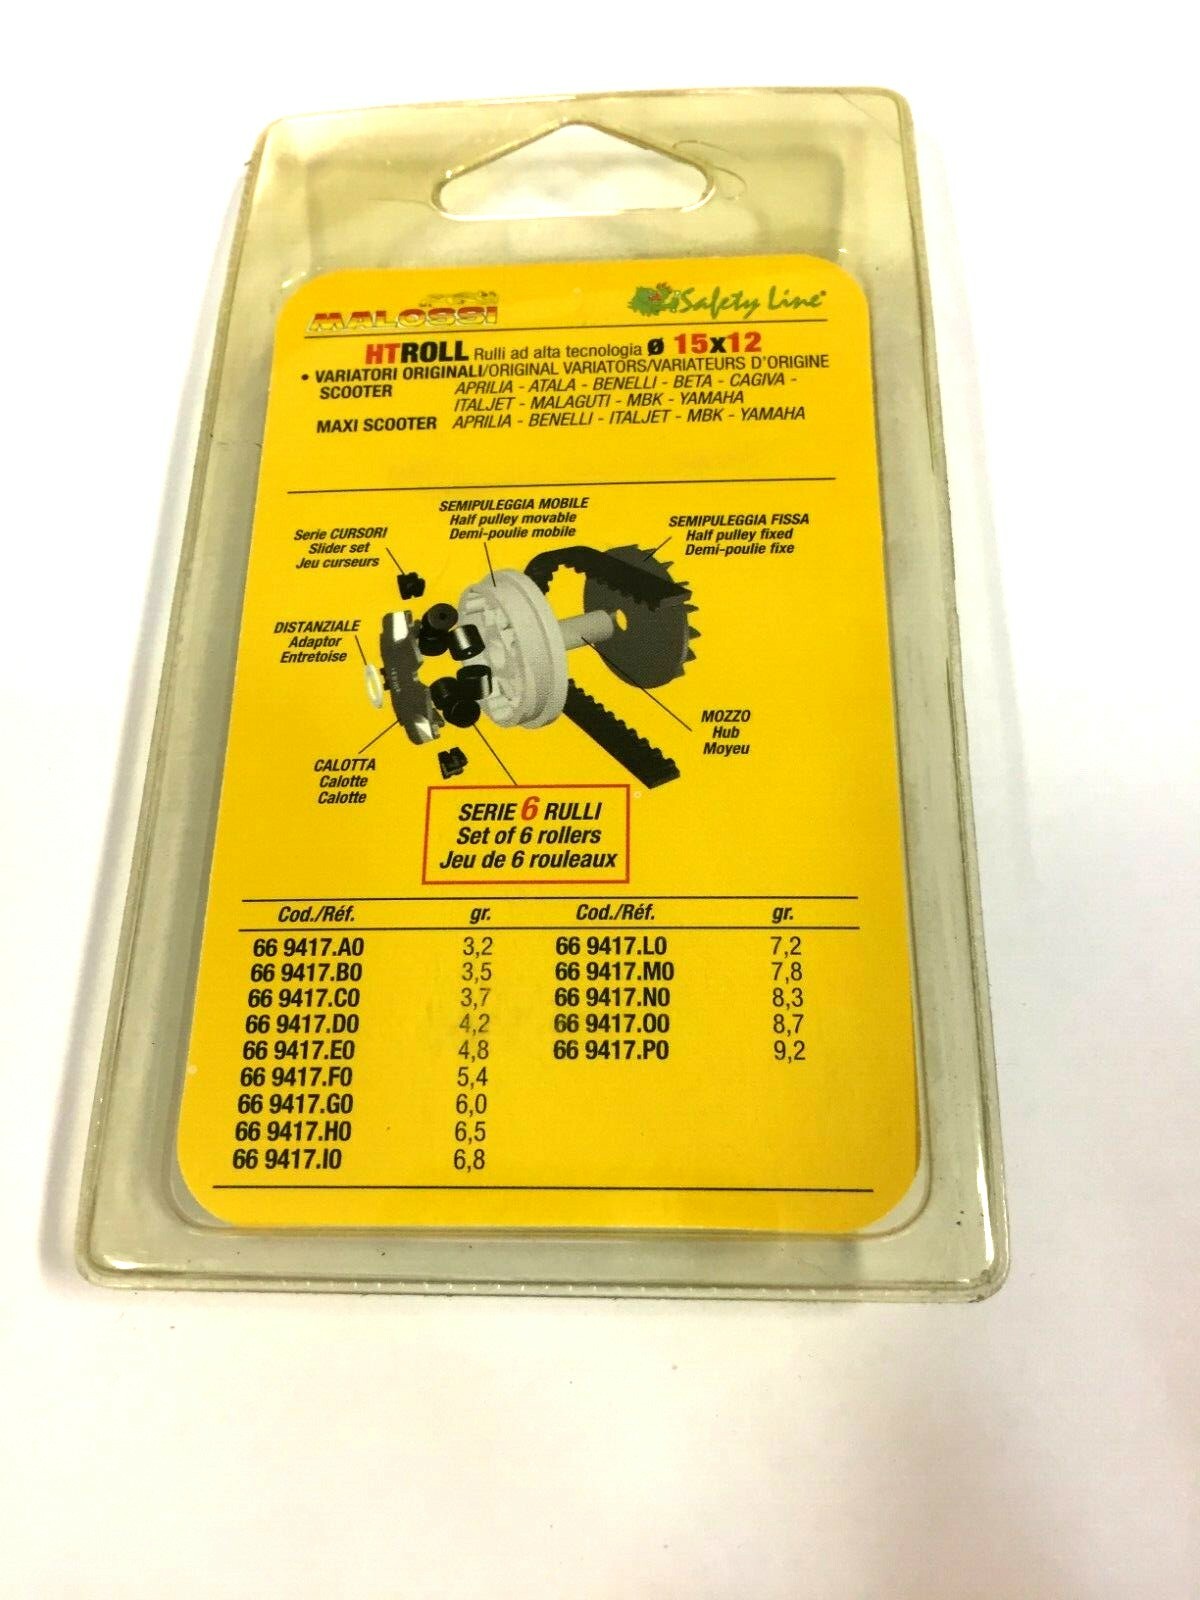 MALOSSI
Safety Line®
HTROLL Rulli ad alta tecnologia Ø 15x12
• VARIATORI ORIGINALI/ORIGINAL VARIATORS/VARIATEURS D'ORIGINE
SCOOTER APRILIA - ATALA - BENELLI - BETA - CAGIVA -
ITALJET - MALAGUTI - MBK - YAMAHA
MAXI SCOOTER APRILIA - BENELLI - ITALJET - MBK - YAMAHA
SEMIPULEGGIA MOBILE
Half pulley movable
Demi-poulie mobile
SEMIPULEGGIA FISSA
Half pulley fixed
Demi-poulie fixe
Serie CURSORI
Slider set
Jeu curseurs
DISTANZIALE
Adaptor
Entretoise
MOZZO
Hub
Moyeu
CALOTTA
Calotte
Calotte
SERIE 6 RULLI
Set of 6 rollers
Jeu de 6 rouleaux
Cod./Réf. gr. Cod./Réf. gr.
66 9417.A0 3,2 66 9417.L0 7,2
66 9417.B0 3,5 66 9417.M0 7,8
66 9417.C0 3,7 66 9417.N0 8,3
66 9417.D0 4,2 66 9417.O0 8,7
66 9417.E0 4,8 66 9417.P0 9,2
66 9417.F0 5,4
66 9417.G0 6,0
66 9417.H0 6,5
66 9417.I0 6,8